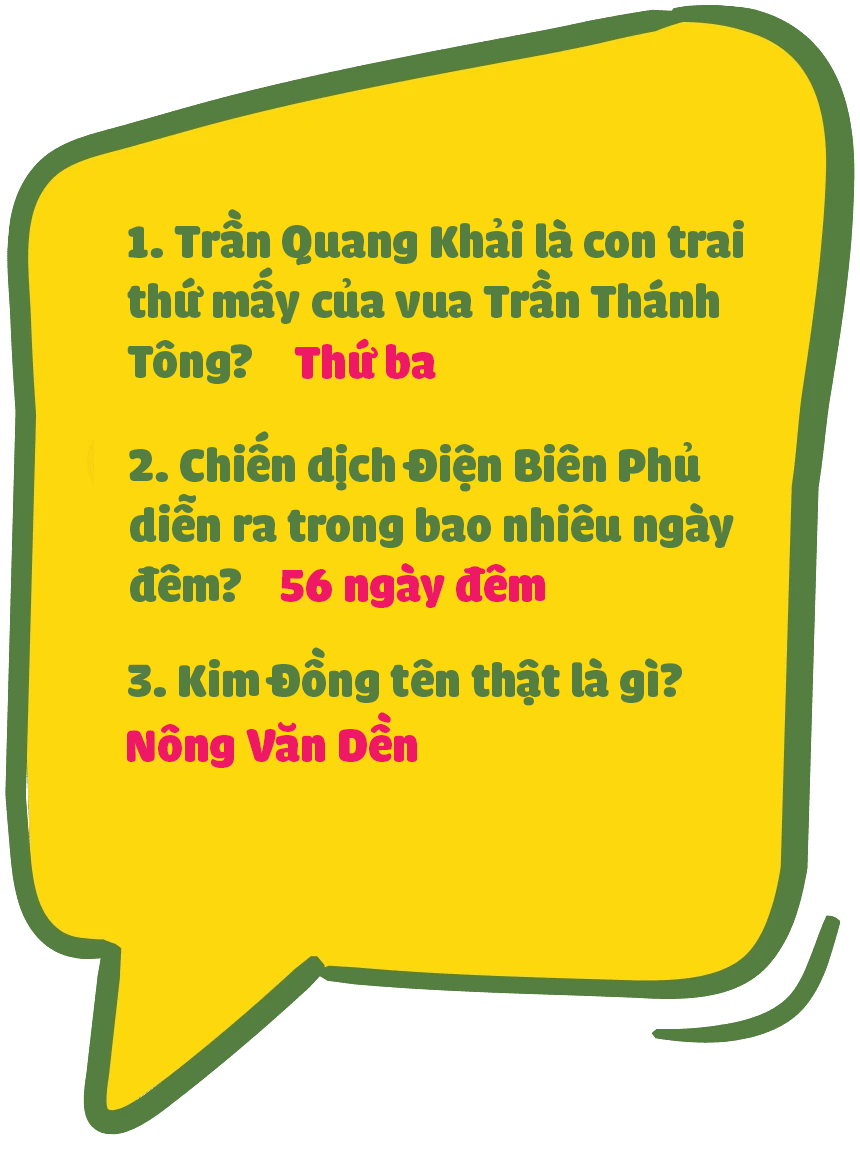 1. Trần Quang Khải là con trai
thứ mấy của vua Trần Thánh
Tông? Thứ ba
2. Chiến dịch Điện Biên Phủ
diễn ra trong bao nhiêu ngày
đêm? 56 ngày đêm
3. Kim Đồng tên thật là gì?
Nông Văn Dền